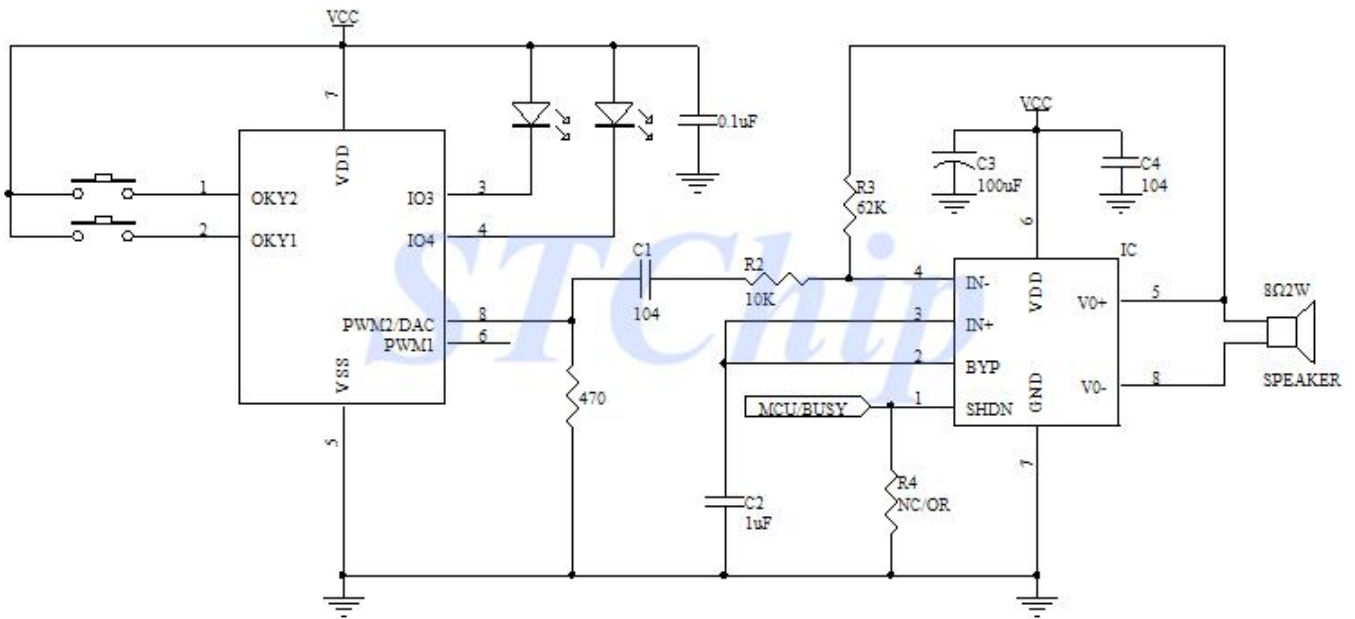 VCC
7
VDD
0.1uF
1
OKY2
IO3
3
2
OKY1
IO4
4
PWM2/DAC
8
PWM1
6
VSS
5
470
C1
104
R2
10K
R3
62K
VCC
C3
100uF
C4
104
6
IC
4
IN-
VDD
V0+
5
3
IN+
2
BYP
V0-
8
MCU/BUSY
1
SHDN
GND
7
8Ω2W
SPEAKER
C2
1uF
R4
NC/OR
STChip